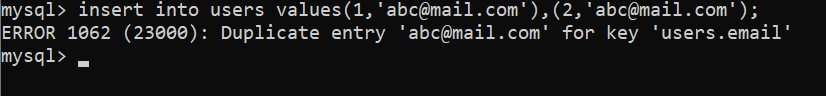 mysql> insert into users values(1,'abc@mail.com'),(2,'abc@mail.com');
ERROR 1062 (23000): Duplicate entry 'abc@mail.com' for key 'users.email'
mysql> _